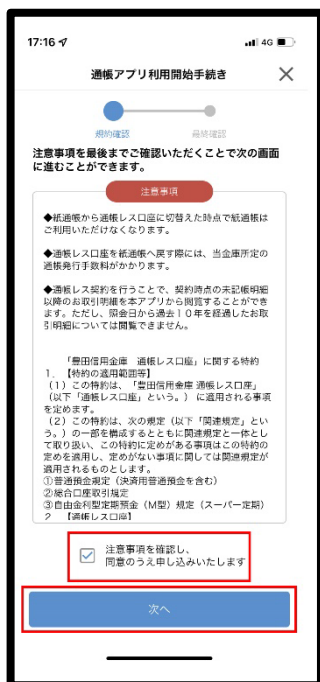 17:16
4G
通帳アプリ利用開始手続き
規約確認
最終確認
注意事項を最後までご確認いただくことで次の画面
に進むことができます。
注意事項
◆紙通帳から通帳レス口座に切替えた時点で紙通帳は
ご利用いただけなくなります。
◆通帳レス口座を紙通帳へ戻す際には、当金庫所定の
通帳発行手数料がかかります。
◆通帳レス契約を行うことで、契約時点の未記帳明細
以降のお取引明細を本アプリから閲覧することができ
ます。ただし、照会日から過去10年を経過したお取
引明細については閲覧できません。
「豊田信用金庫 通帳レス口座」に関する特約
1.【特約の適用範囲等】
(1)この特約は、「豊田信用金庫 通帳レス口座」
(以下「通帳レス口座」という。)に適用される事項
を定めます。
(2)この特約は、次の規定(以下「関連規定」とい
う。)の一部を構成するとともに関連規定と一体とし
て取り扱い、この特約に定めがある事項はこの特約の
定めを適用し、定めがない事項に関しては関連規定が
適用されるものとします。
①普通預金規定(決済用普通預金を含む)
②総合口座取引規定
③自由金利型定期預金(M型)規定(スーパー定期)
2.【通帳レス口座】
注意事項を確認し、
同意のうえ申し込みいたします
次へ